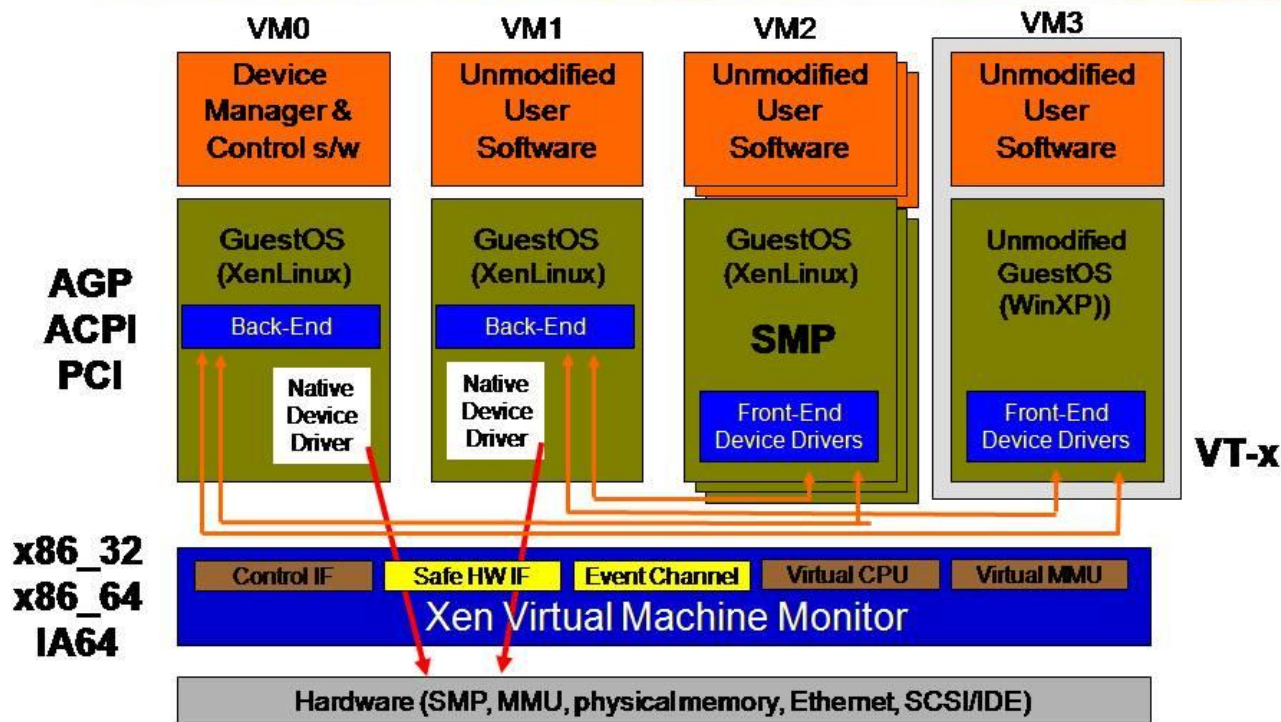 VM0
VM1
VM2
VM3
Device
Manager &
Control s/w
Unmodified
User
Software
Unmodified
User
Software
Unmodified
User
Software
GuestOS
(XenLinux)
Back-End
Native
Device
Driver
GuestOS
(XenLinux)
Back-End
Native
Device
Driver
GuestOS
(XenLinux)
SMP
Front-End
Device Drivers
Unmodified
GuestOS
(WinXP))
Front-End
Device Drivers
AGP
ACPI
PCI
VT-x
x86_32
x86_64
IA64
Control IF
Safe HW IF
Event Channel
Virtual CPU
Virtual MMU
Xen Virtual Machine Monitor
Hardware (SMP, MMU, physical memory, Ethernet, SCSI/IDE)